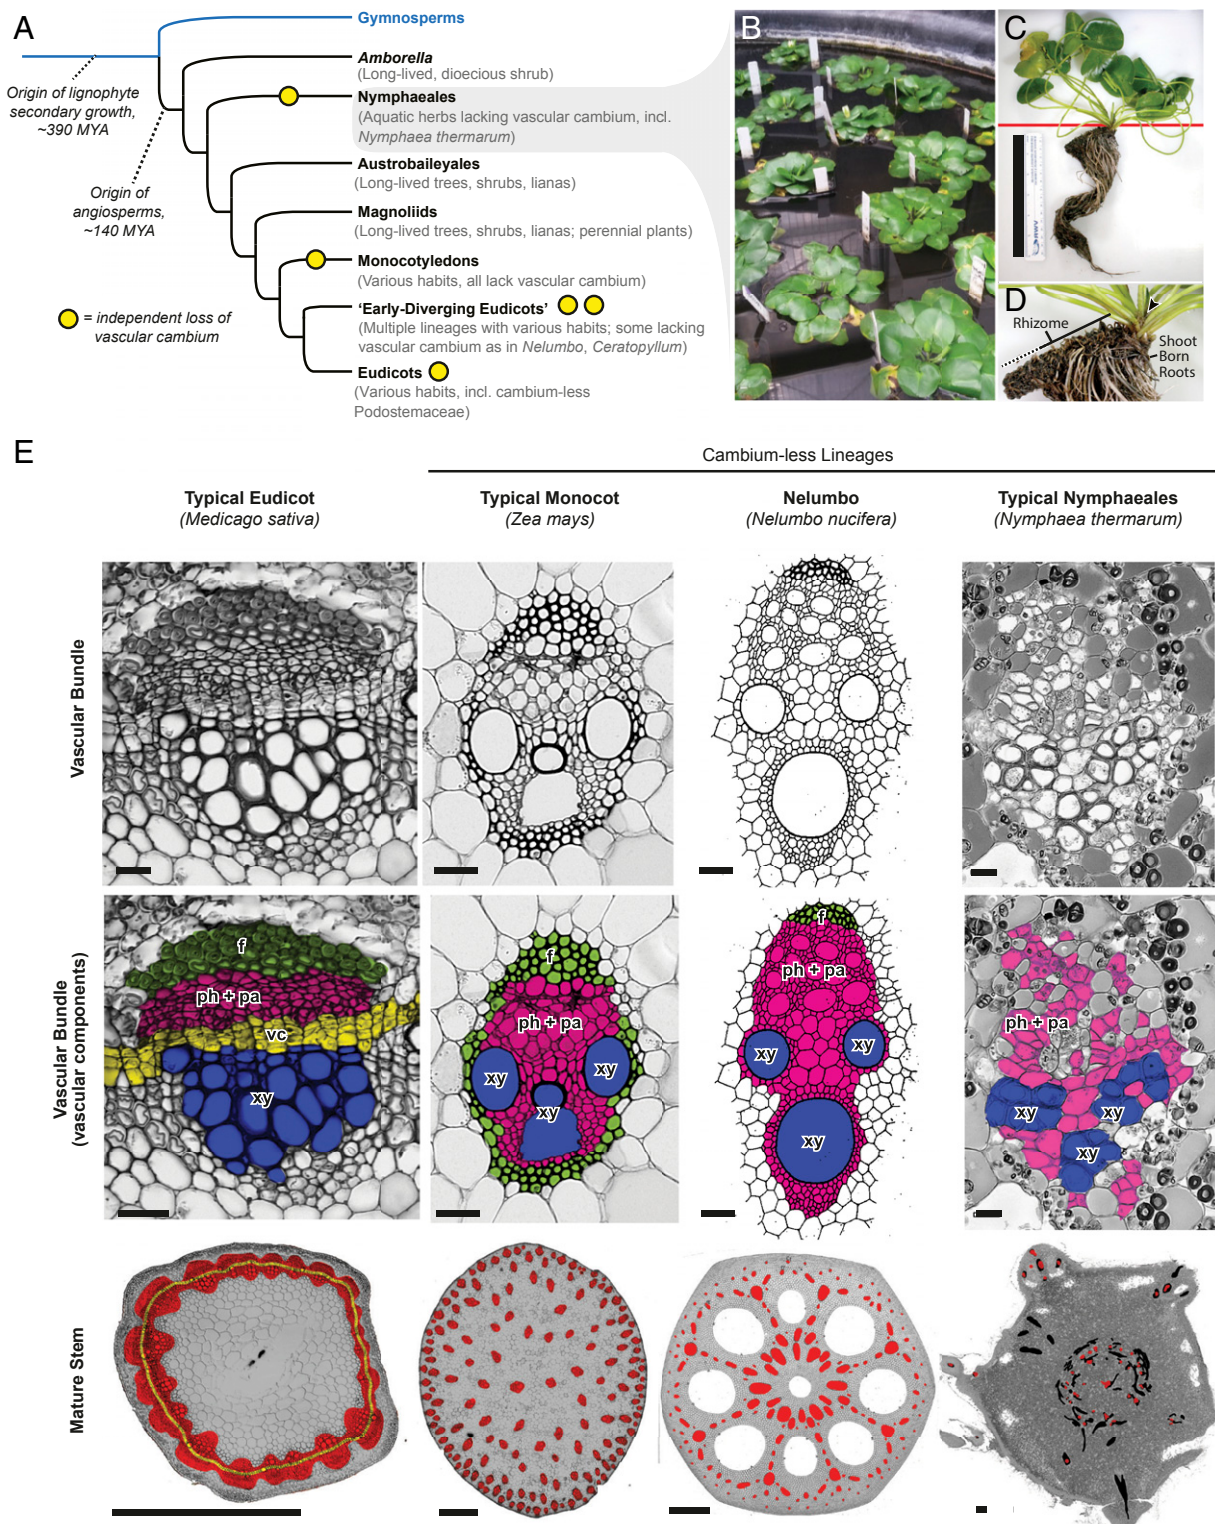 A
Gymnosperms
Amborella
(Long-lived, dioecious shrub)
Origin of lignophyte
secondary growth,
~390 MYA
Nymphaeales
(Aquatic herbs lacking vascular cambium, incl.
Nymphaea thermarum)
Origin of
angiosperms,
~140 MYA
Austrobaileyales
(Long-lived trees, shrubs, lianas)
Magnoliids
(Long-lived trees, shrubs, lianas; perennial plants)
Monocotyledons
(Various habits, all lack vascular cambium)
= independent loss of
vascular cambium
‘Early-Diverging Eudicots’
(Multiple lineages with various habits; some lacking
vascular cambium as in Nelumbo, Ceratopyllum)
Eudicots
(Various habits, incl. cambium-less
Podostemaceae)
B
C
D
Rhizome
Shoot
Born
Roots
E
Cambium-less Lineages
Typical Eudicot
(Medicago sativa)
Typical Monocot
(Zea mays)
Nelumbo
(Nelumbo nucifera)
Typical Nymphaeales
(Nymphaea thermarum)
Vascular Bundle
Vascular Bundle
(vascular components)
f
ph + pa
vc
xy
f
ph + pa
xy
xy
xy
f
ph + pa
xy
xy
xy
ph + pa
xy
xy
xy
Mature Stem